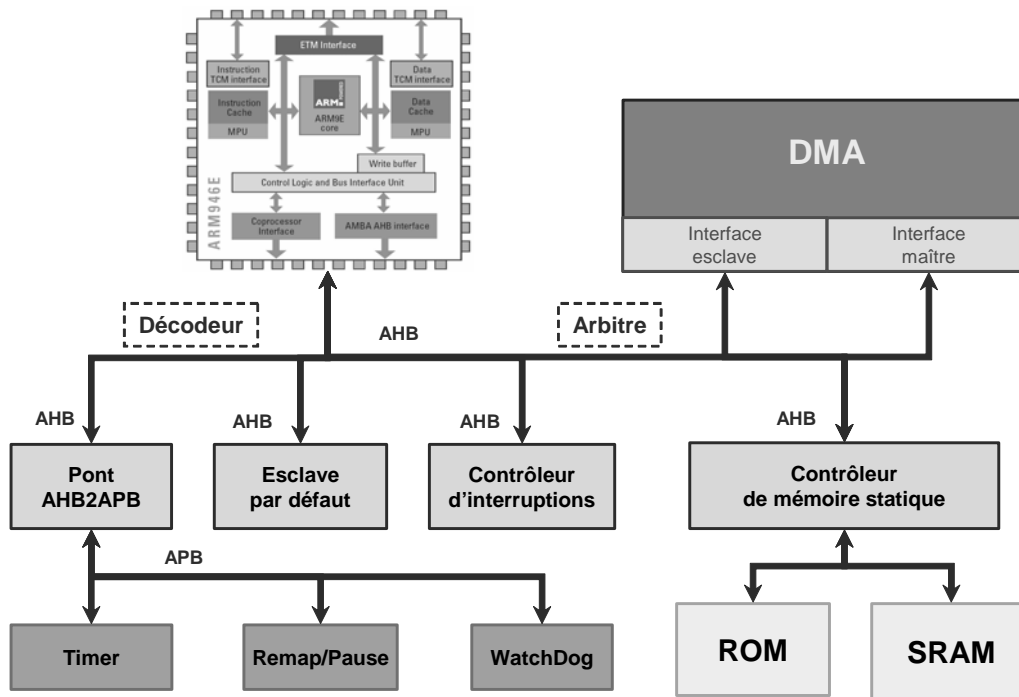 ETM Interface
Instruction
TCM interface
Data
TCM interface
Instruction
Cache
MPU
ARM
POWERED
ARM9E
core
Data
Cache
MPU
Write buffer
Control Logic and Bus Interface Unit
Coprocessor
Interface
AMBA AHB interface
ARM946E
DMA
Interface
esclave
Interface
maître
Décodeur
AHB
Arbitre
AHB
AHB
AHB
AHB
Pont
AHB2APB
Esclave
par défaut
Contrôleur
d’interruptions
Contrôleur
de mémoire statique
APB
Timer
Remap/Pause
WatchDog
ROM
SRAM